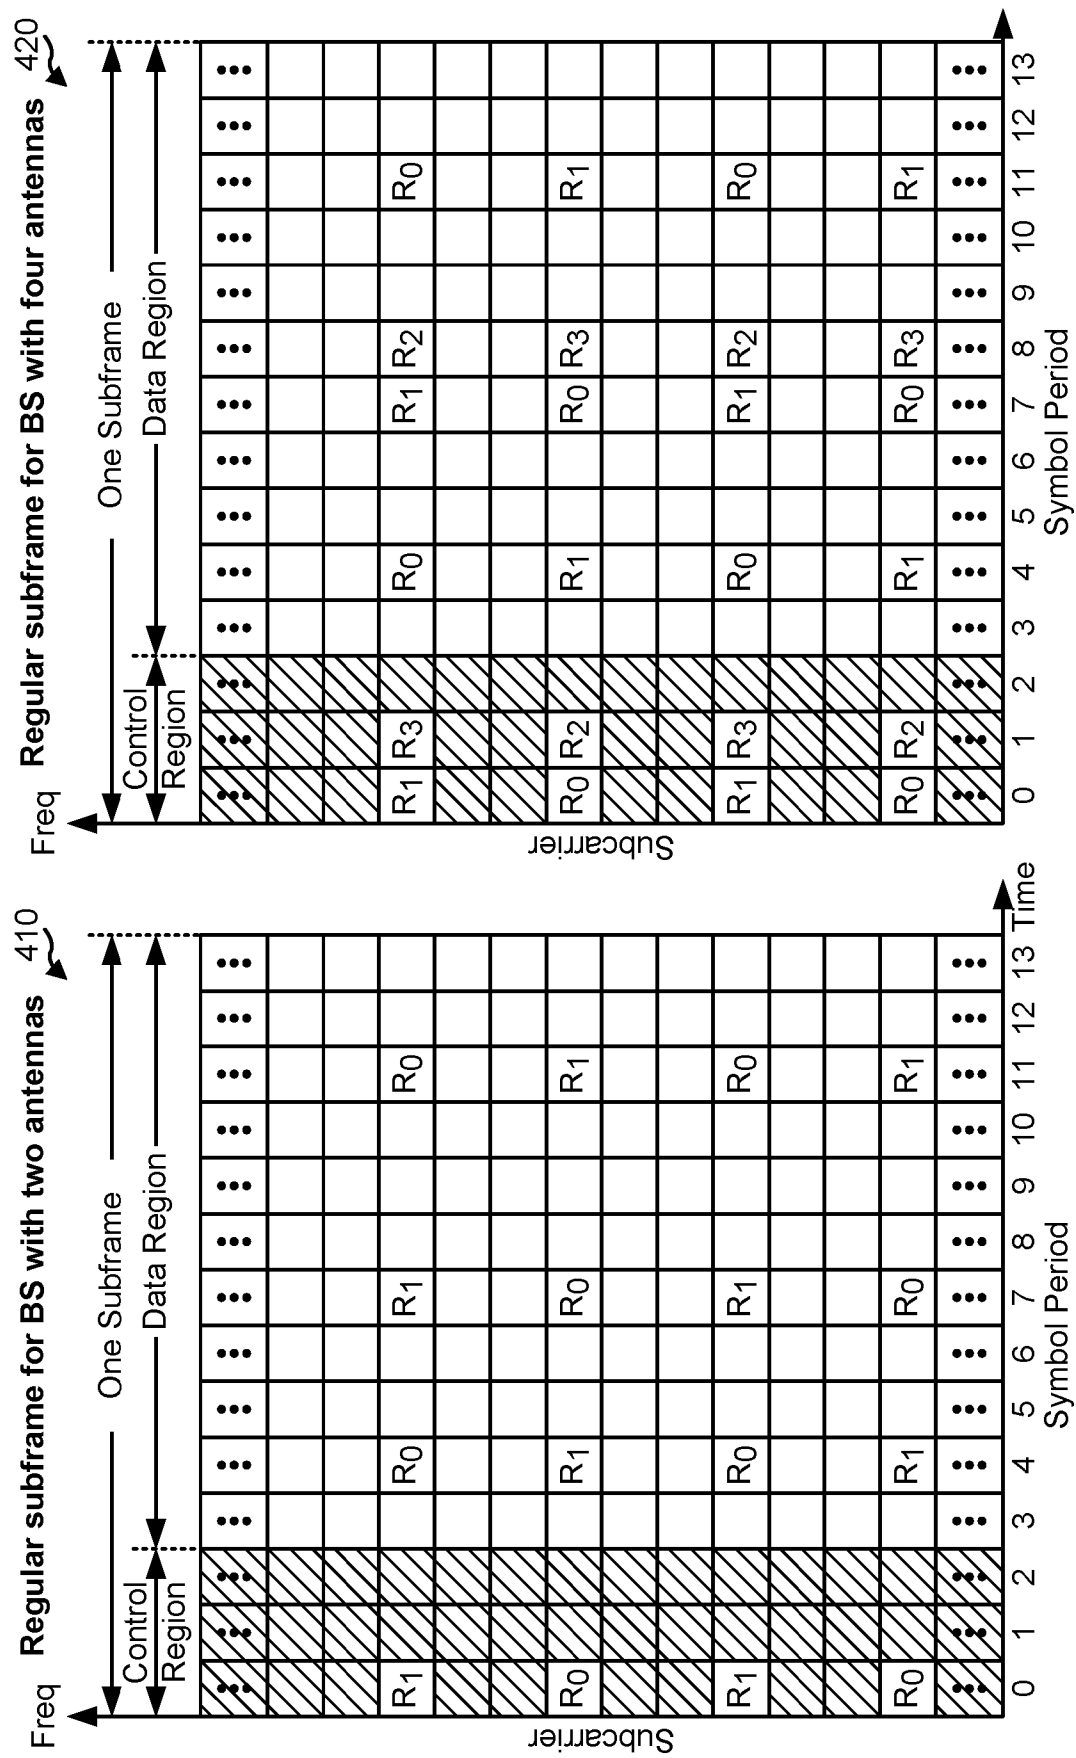 Regular subframe for BS with two antennas 410
Freq
One Subframe
Control
Region
Data Region
... ... ... ... ... ... ... ... ... ... ... ... ... ...
R0 R1 R0 R1
R1 R0 R1 R0
R0 R1 R0 R1
R1 R0 R1 R0
... ... ... ... ... ... ... ... ... ... ... ... ... ...
Subcarrier
0 1 2 3 4 5 6 7 8 9 10 11 12 13
Time
Symbol Period
Regular subframe for BS with four antennas 420
Freq
One Subframe
Control
Region
Data Region
... ... ... ... ... ... ... ... ... ... ... ... ... ...
R1 R3 R0 R1 R2 R0
R0 R2 R1 R0 R3 R1
R1 R3 R0 R1 R2 R0
R0 R2 R1 R0 R3 R1
... ... ... ... ... ... ... ... ... ... ... ... ... ...
Subcarrier
0 1 2 3 4 5 6 7 8 9 10 11 12 13
Symbol Period